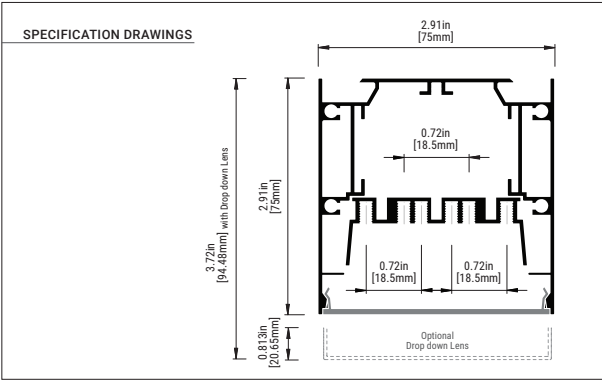 SPECIFICATION DRAWINGS
2.91in
[75mm]
0.72in
[18.5mm]
3.72in
[94.48mm] with Drop down Lens
2.91in
[75mm]
0.72in
[18.5mm]
0.72in
[18.5mm]
0.813in
[20.65mm]
Optional
Drop down Lens